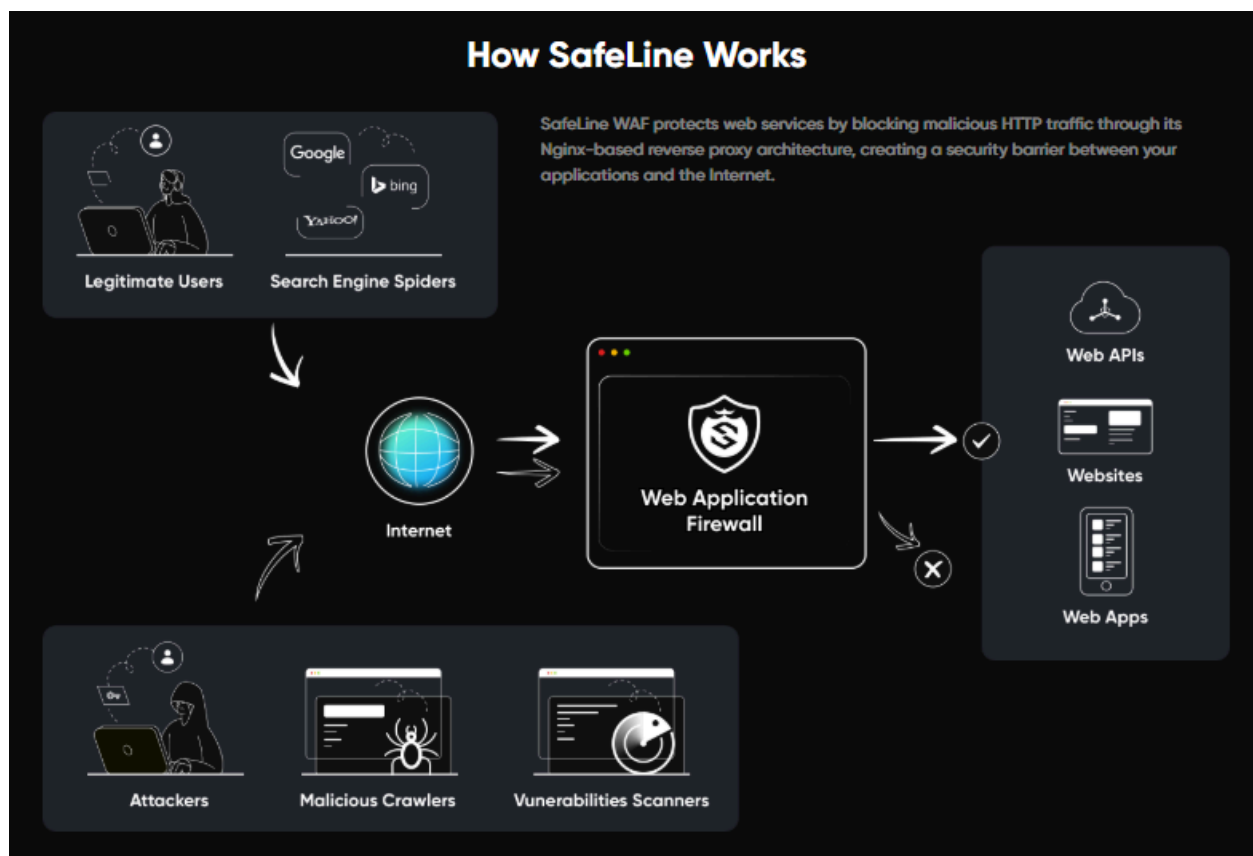 How SafeLine Works
SafeLine WAF protects web services by blocking malicious HTTP traffic through its
Nginx-based reverse proxy architecture, creating a security barrier between your
applications and the Internet.
Google
bing
YAHOO!
Legitimate Users
Search Engine Spiders
Internet
Web Application
Firewall
Web APIs
Websites
Web Apps
Attackers
Malicious Crawlers
Vunerabilities Scanners